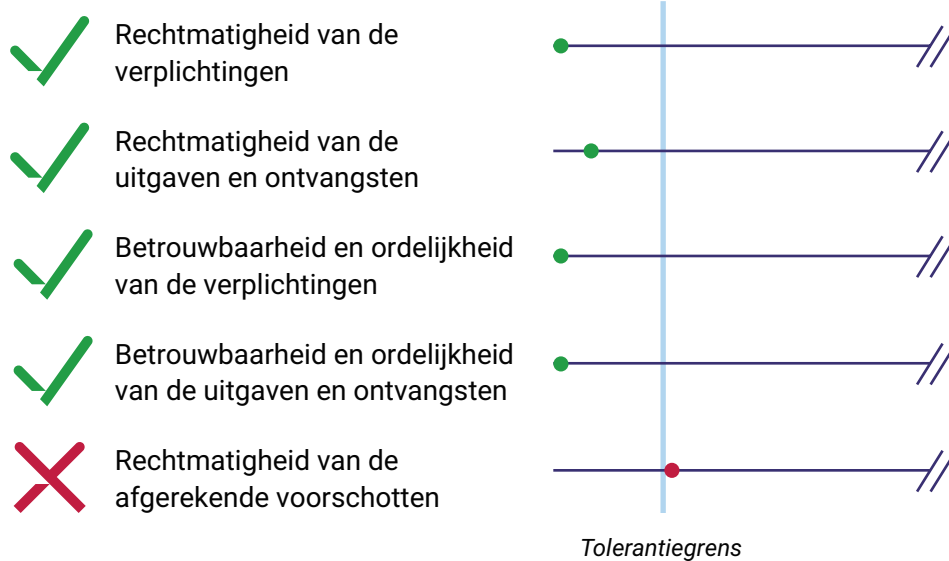 Rechtmatigheid van de
verplichtingen
Rechtmatigheid van de
uitgaven en ontvangsten
Betrouwbaarheid en ordelijkheid
van de verplichtingen
Betrouwbaarheid en ordelijkheid
van de uitgaven en ontvangsten
Rechtmatigheid van de
afgerekende voorschotten
Tolerantiegrens